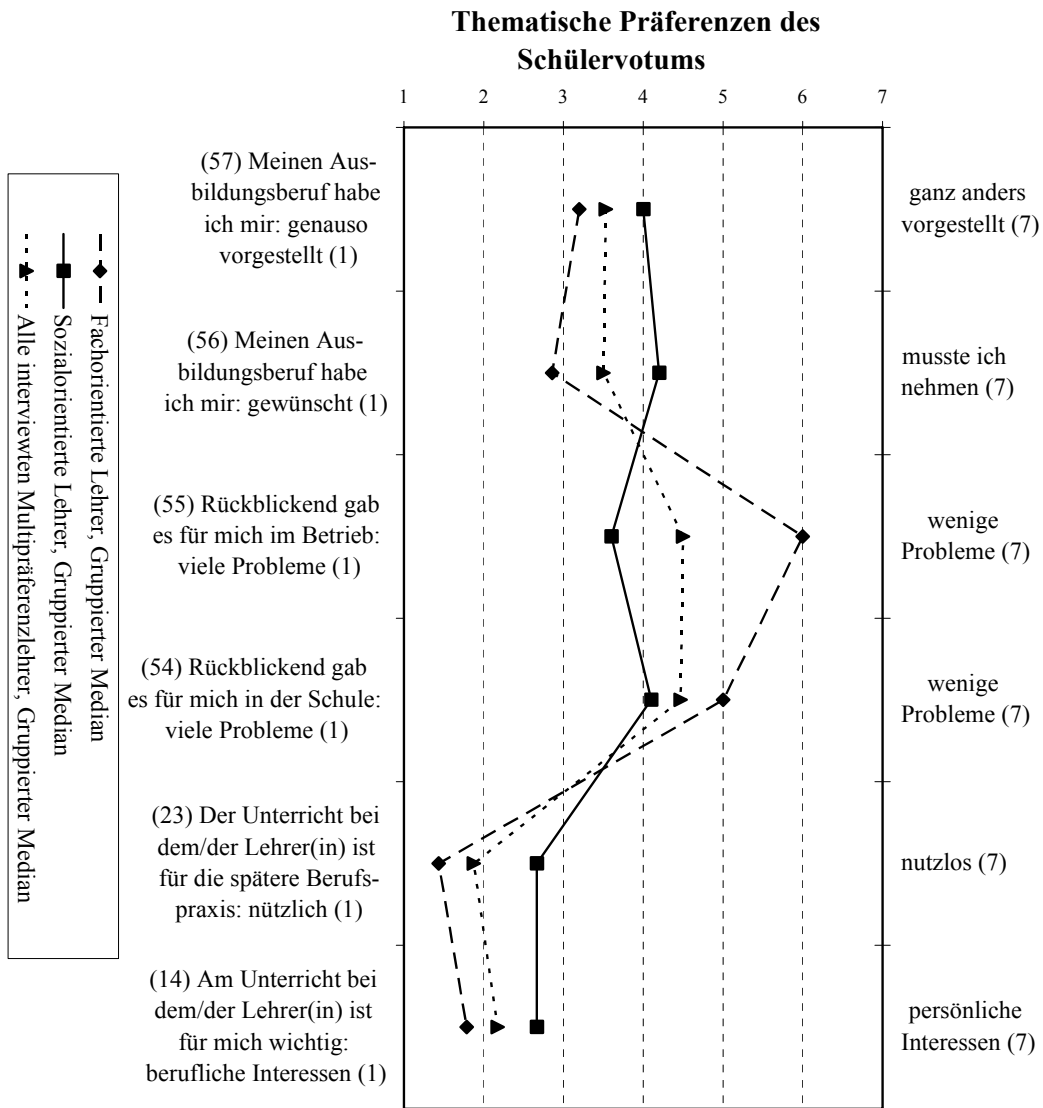 Thematische Präferenzen des
Schülervotums
1 2 3 4 5 6 7
(57) Meinen Aus-
bildungsberuf habe
ich mir: genauso
vorgestellt (1)
ganz anders
vorgestellt (7)
(56) Meinen Aus-
bildungsberuf habe
ich mir: gewünscht (1)
musste ich
nehmen (7)
(55) Rückblickend gab
es für mich im Betrieb:
viele Probleme (1)
wenige
Probleme (7)
(54) Rückblickend gab
es für mich in der Schule:
viele Probleme (1)
wenige
Probleme (7)
(23) Der Unterricht bei
dem/der Lehrer(in) ist
für die spätere Berufs-
praxis: nützlich (1)
nutzlos (7)
(14) Am Unterricht bei
dem/der Lehrer(in) ist
für mich wichtig:
berufliche Interessen (1)
persönliche
Interessen (7)
Fachorientierte Lehrer, Gruppierter Median
Sozialorientierte Lehrer, Gruppierter Median
Alle interviewten Multipräferenzlehrer, Gruppierter Median